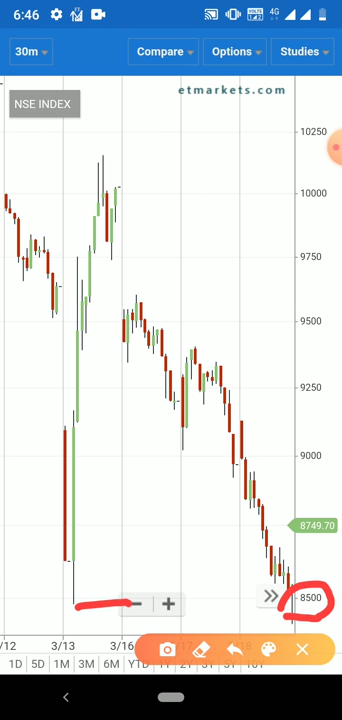 6:46
VOLTE
4G
30m
Compare
Options
Studies
etmarkets.com
NSE INDEX
10250
10000
9750
9500
9250
9000
8749.70
8500
/12 3/13 3/16
1D 5D 1M 3M 6M YTD